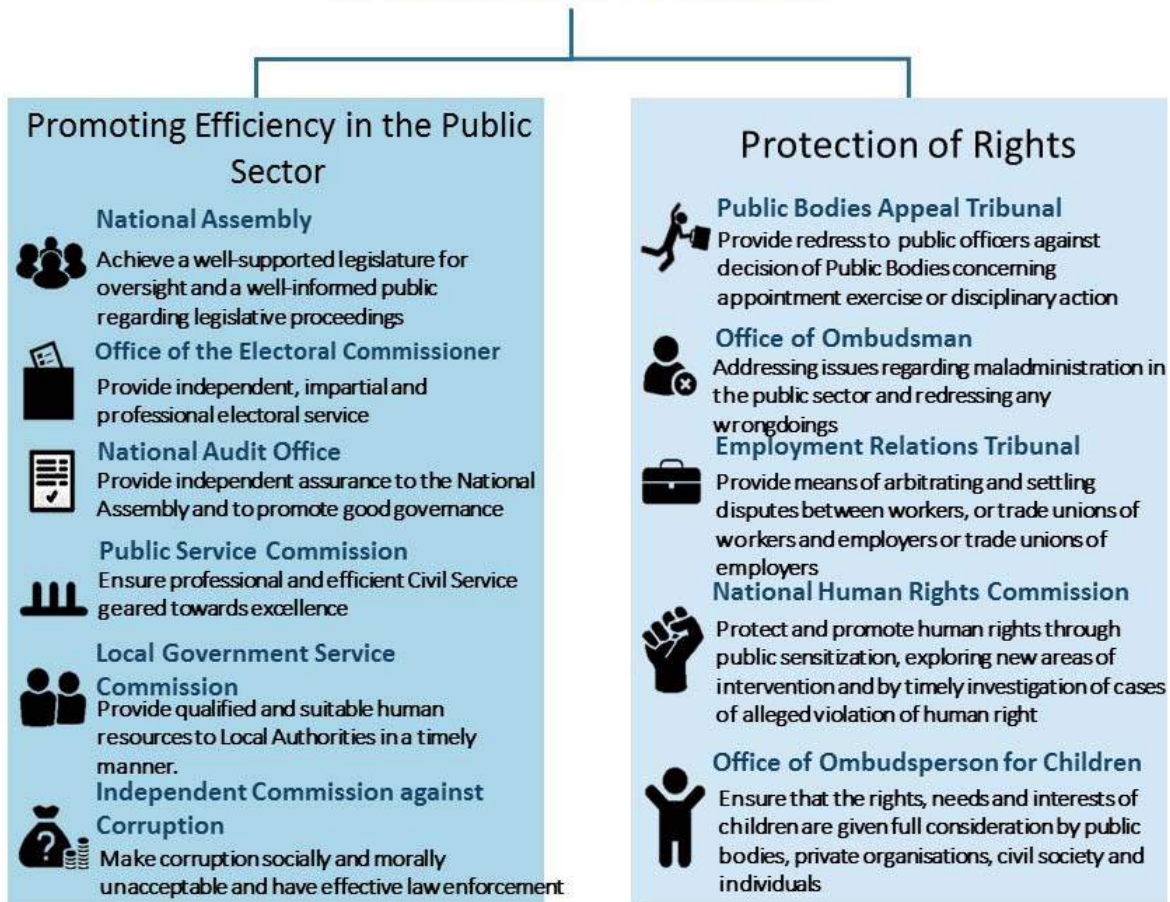 Promoting Efficiency in the Public
Sector
National Assembly
Achieve a well-supported legislature for
oversight and a well-informed public
regarding legislative proceedings
Office of the Electoral Commissioner
Provide independent, impartial and
professional electoral service
National Audit Office
Provide independent assurance to the National
Assembly and to promote good governance
Public Service Commission
Ensure professional and efficient Civil Service
geared towards excellence
Local Government Service
Commission
Provide qualified and suitable human
resources to Local Authorities in a timely
manner.
Independent Commission against
Corruption
?
Make corruption socially and morally
unacceptable and have effective law enforcement
Protection of Rights
Public Bodies Appeal Tribunal
Provide redress to public officers against
decision of Public Bodies concerning
appointment exercise or disciplinary action
Office of Ombudsman
Addressing issues regarding maladministration in
the public sector and redressing any
wrongdoings
Employment Relations Tribunal
Provide means of arbitrating and settling
disputes between workers, or trade unions of
workers and employers or trade unions of
employers
National Human Rights Commission
Protect and promote human rights through
public sensitization, exploring new areas of
intervention and by timely investigation of cases
of alleged violation of human right
Office of Ombudsperson for Children
Ensure that the rights, needs and interests of
children are given full consideration by public
bodies, private organisations, civil society and
individuals